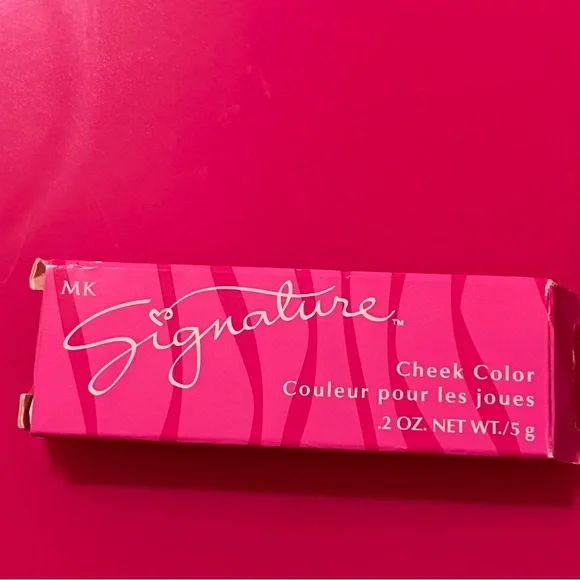 MK
Signature™
Cheek Color
Couleur pour les joues
.2 OZ. NET WT./5 g